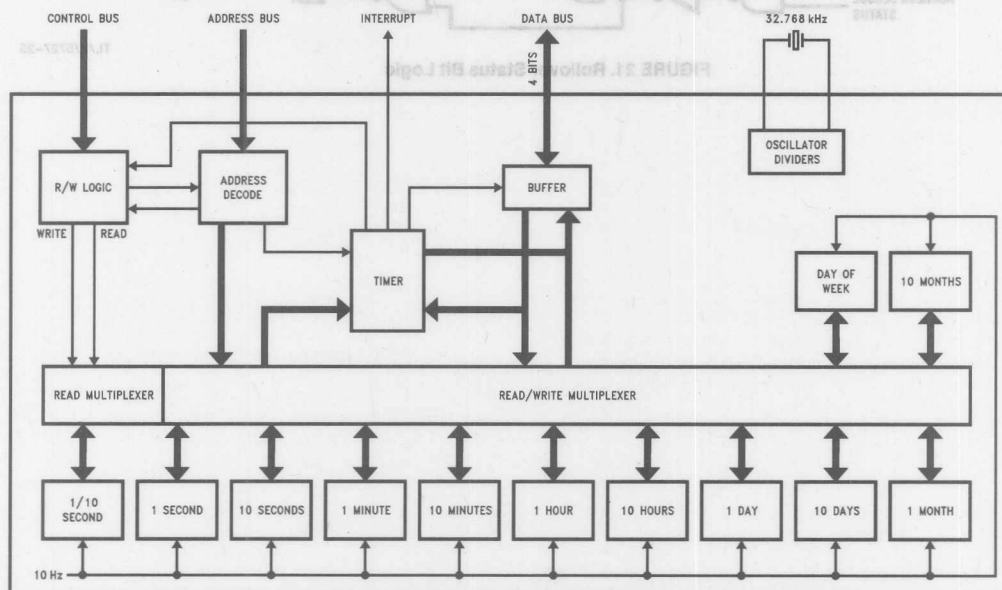 STATUS
TL/F/5727-25
FIGURE 21. Rollover Status Bit Logic
CONTROL BUS
ADDRESS BUS
INTERRUPT
DATA BUS
32.768 kHz
4 BITS
OSCILLATOR
DIVIDERS
R/W LOGIC
ADDRESS
DECODE
BUFFER
WRITE
READ
TIMER
DAY OF
WEEK
10 MONTHS
READ MULTIPLEXER
READ/WRITE MULTIPLEXER
1/10
SECOND
1 SECOND
10 SECONDS
1 MINUTE
10 MINUTES
1 HOUR
10 HOURS
1 DAY
10 DAYS
1 MONTH
10 Hz